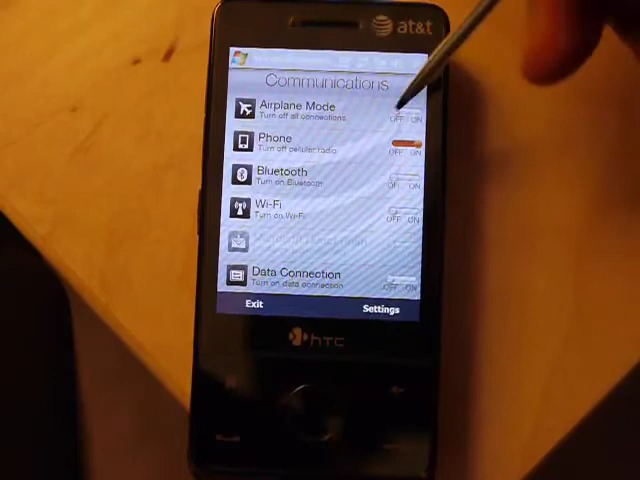 at&t
Communications
Airplane Mode
Turn off all connections
OFF ON
Phone
Turn off cellular radio
OFF ON
Bluetooth
Turn on Bluetooth
OFF ON
Wi-Fi
Turn on Wi-Fi
OFF ON
Data Connection
Turn on data connection
OFF ON
Exit
Settings
hTC